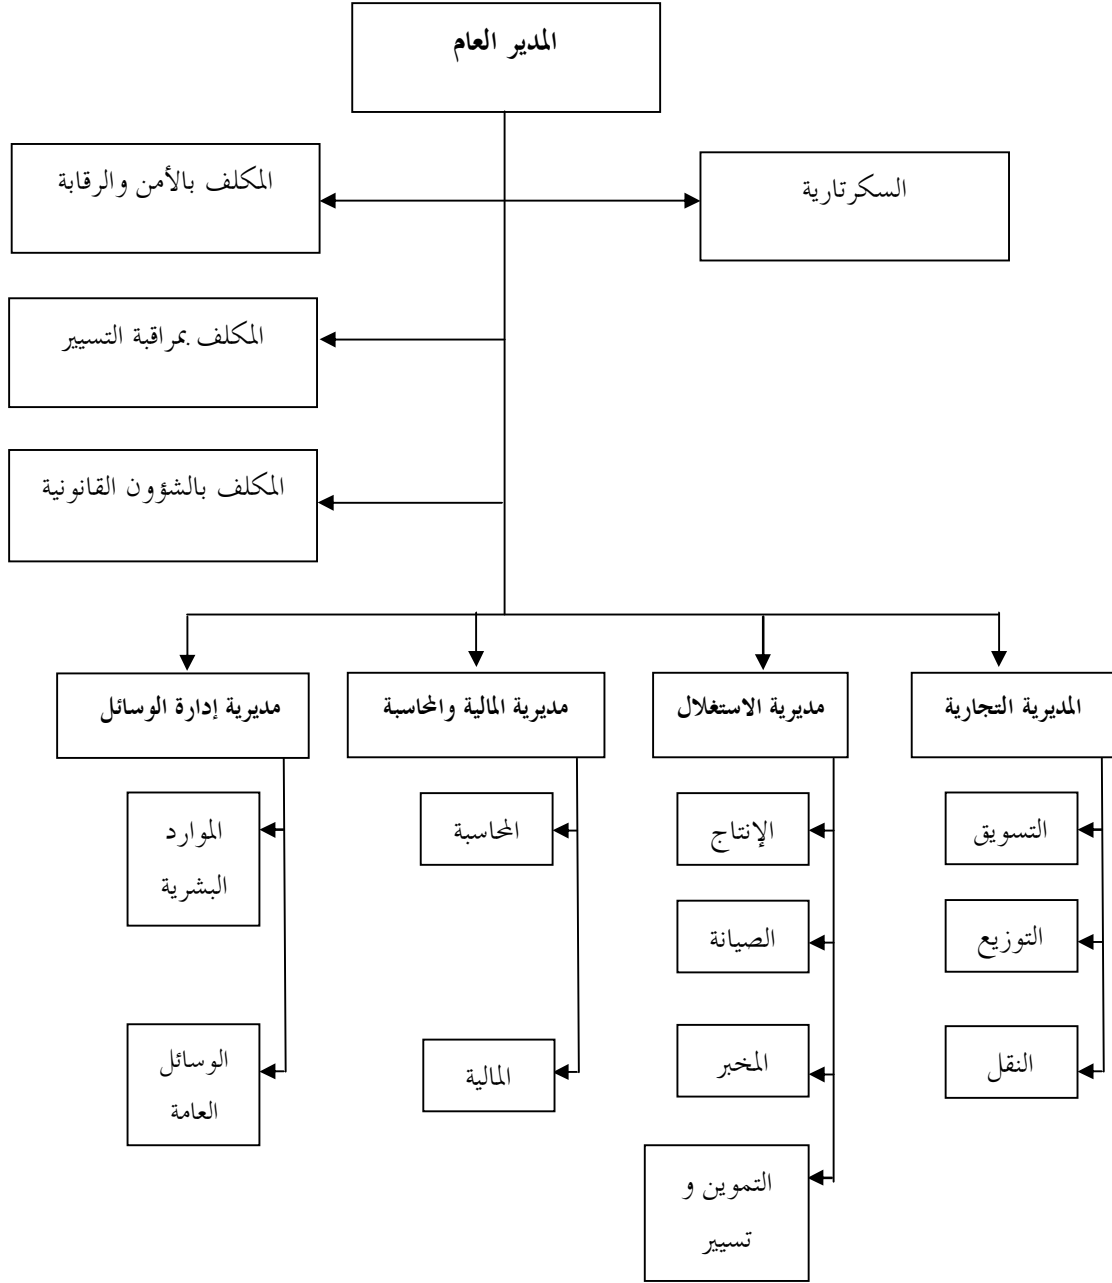 المدير العام
السكرتارية
المكلف بالأمن والرقابة
المكلف بمراقبة التسيير
المكلف بالشؤون القانونية
المديرية التجارية
مديرية الاستغلال
مديرية المالية والمحاسبة
مديرية إدارة الوسائل
التسويق
الإنتاج
المحاسبة
الموارد
البشرية
التوزيع
الصيانة
النقل
المخبر
المالية
الوسائل
العامة
التموين و
تسيير